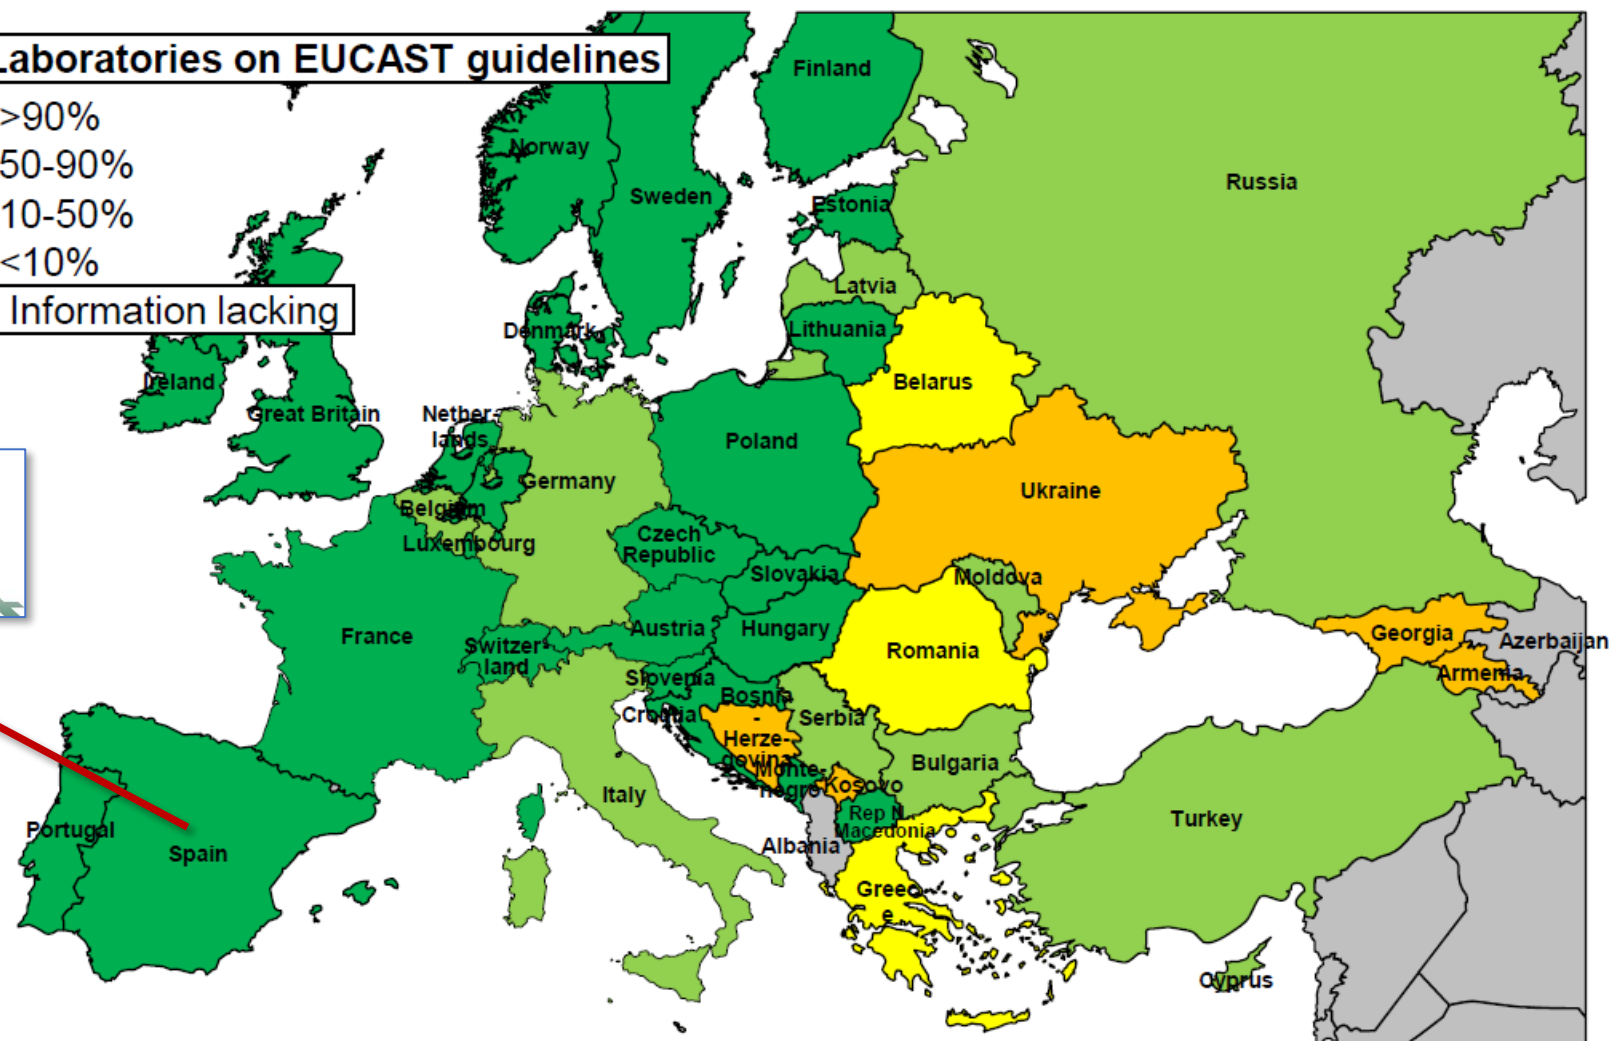 Laboratories on EUCAST guidelines
>90%
50-90%
10-50%
<10%
Information lacking
Finland
Norway
Sweden
Russia
Estonia
Latvia
Lithuania
Denmark
Ireland
Great Britain
Belarus
Nether-
lands
Poland
Germany
Ukraine
Belgium
Luxembourg
Czech
Republic
Slovakia
Moldova
France
Switzer-
land
Austria
Hungary
Romania
Georgia
Azerbaijan
Armenia
Slovenia
Croatia
Bosnia
-
Herze-
govina
Serbia
Monte-
negro
Kosovo
Bulgaria
Italy
Rep N.
Macedonia
Albania
Turkey
Portugal
Spain
Greec
e
Cyprus